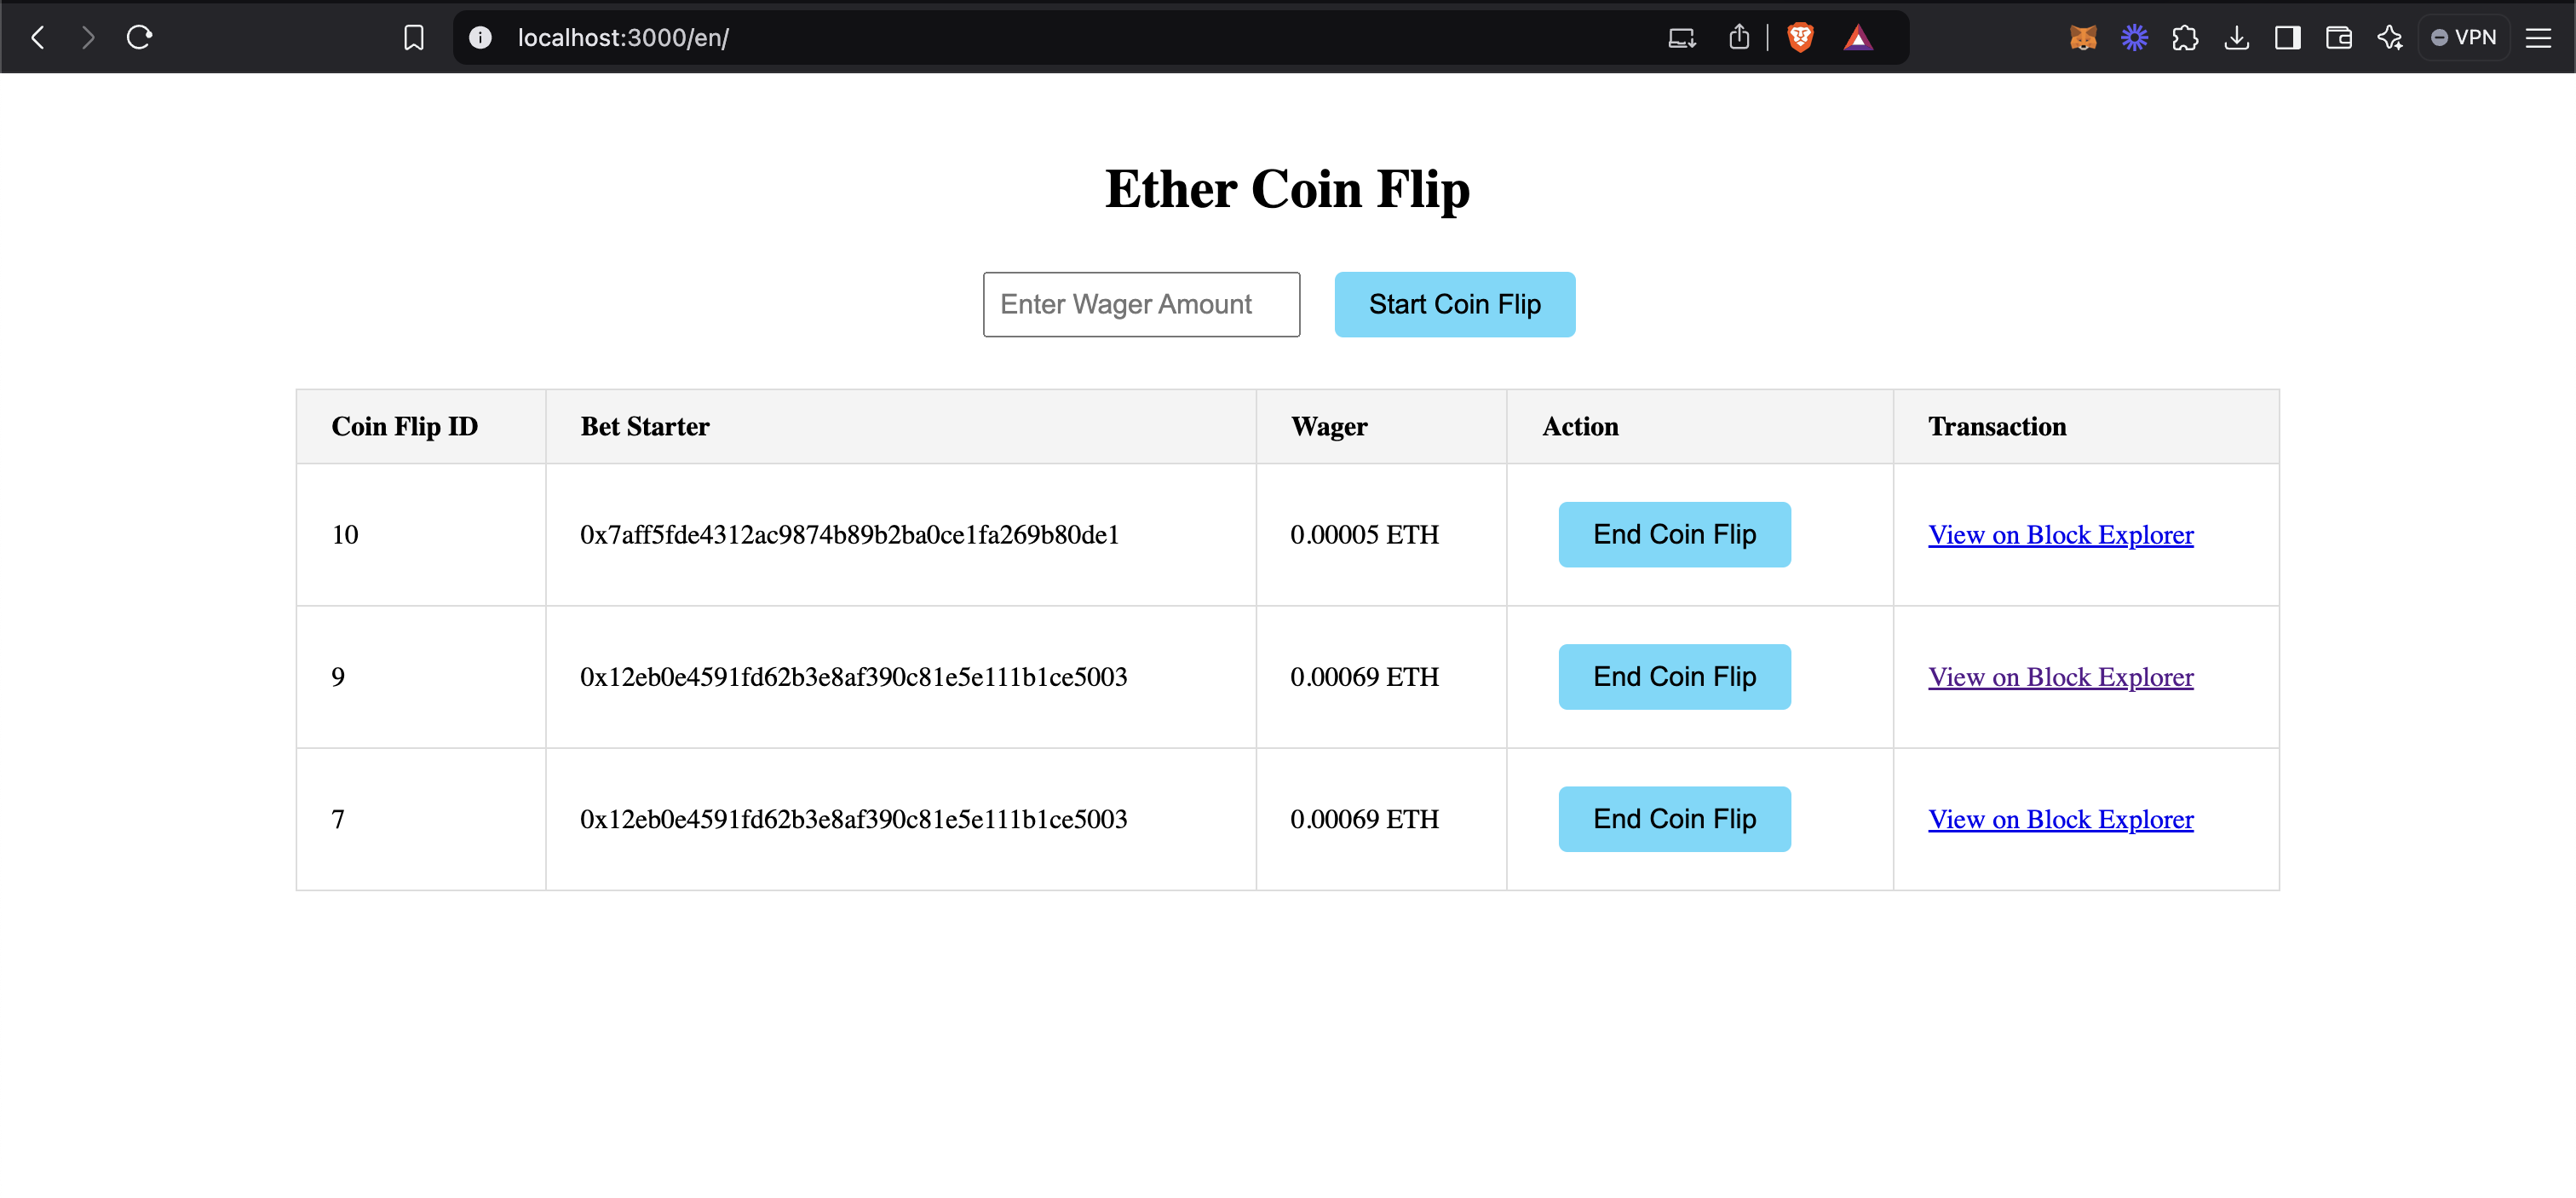 localhost:3000/en/
VPN
Ether Coin Flip
Enter Wager Amount
Start Coin Flip
Coin Flip ID Bet Starter Wager Action Transaction
10 0x7aff5fde4312ac9874b89b2ba0ce1fa269b80de1 0.00005 ETH End Coin Flip View on Block Explorer
9 0x12eb0e4591fd62b3e8af390c81e5e111b1ce5003 0.00069 ETH End Coin Flip View on Block Explorer
7 0x12eb0e4591fd62b3e8af390c81e5e111b1ce5003 0.00069 ETH End Coin Flip View on Block Explorer